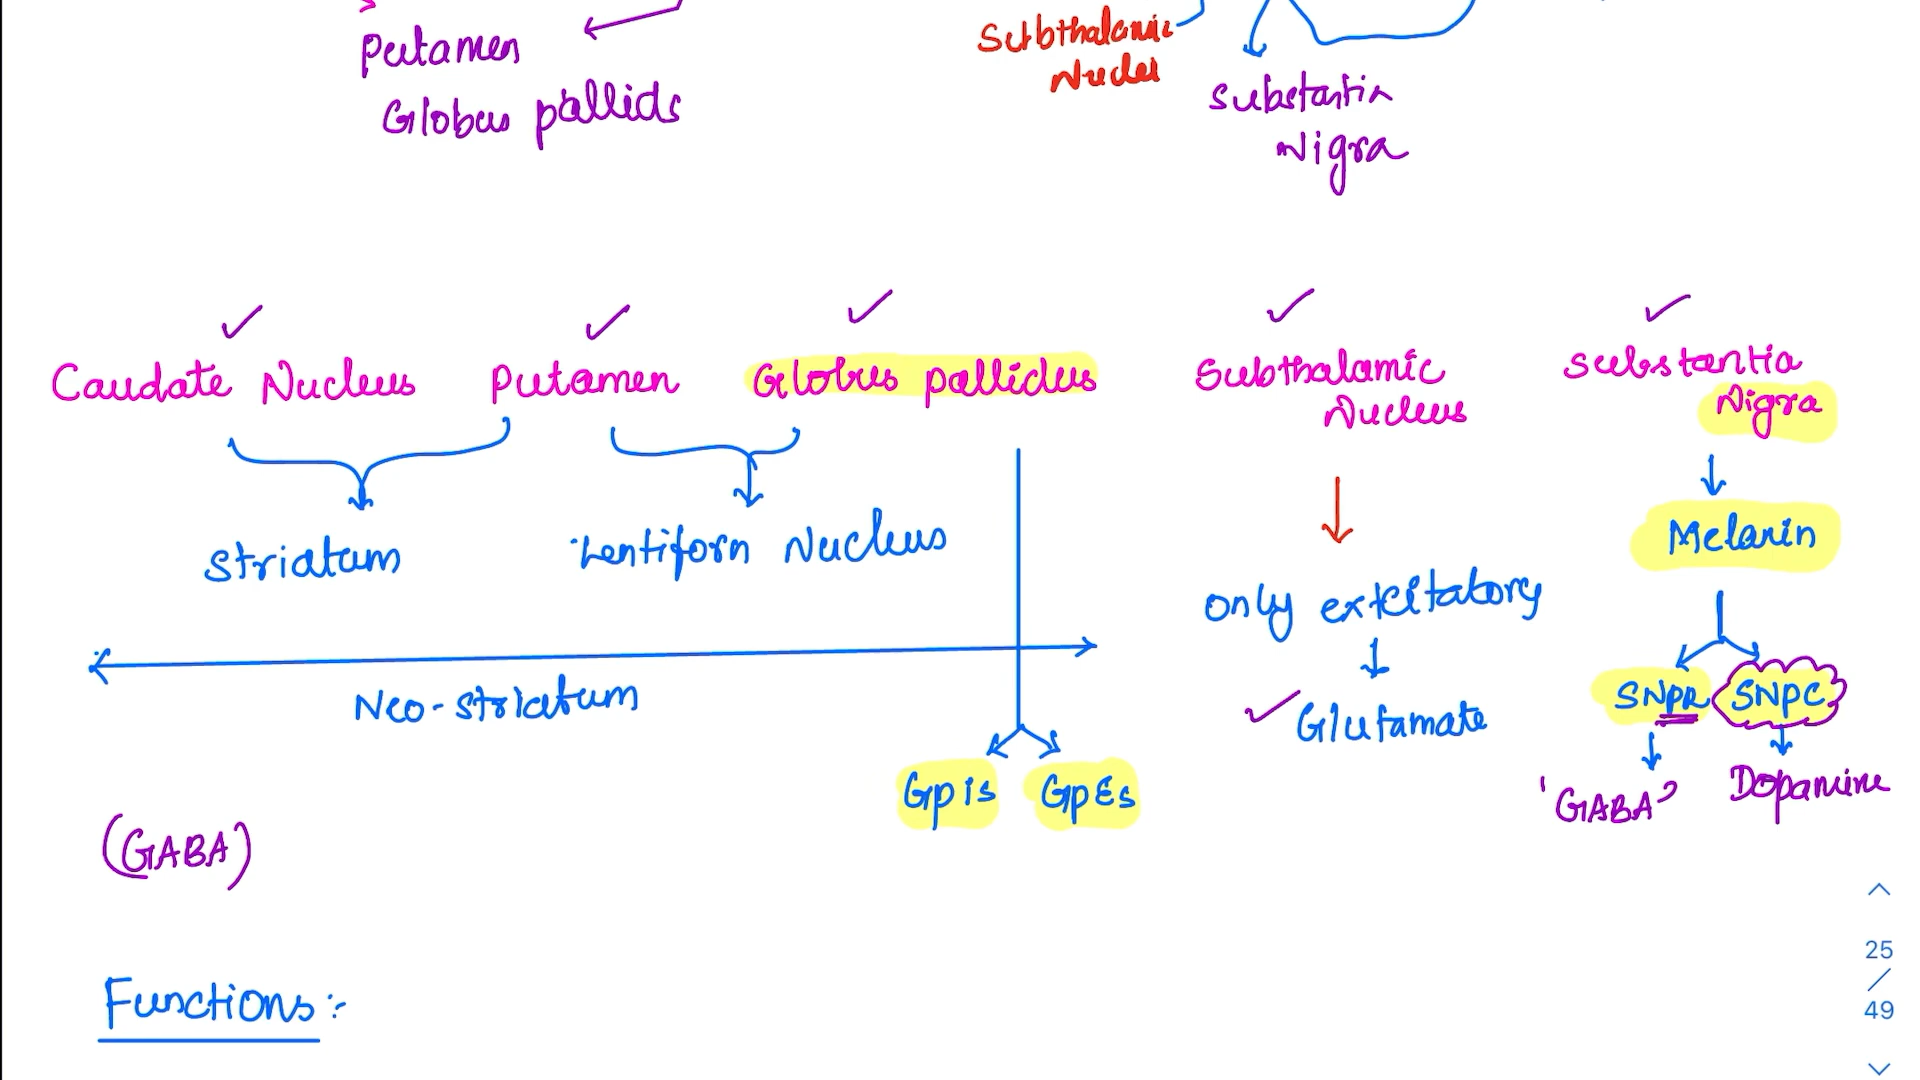 Putamen
Globus pallids
Subthalamic
Nuclei
Substantia
Nigra
Caudate Nucleus Putamen Globus pallidus Subthalamic Nucleus Substantia Nigra
Striatum Lentiform Nucleus only excitatory Melanin
Neo-striatum Glutamate SNPR SNPC
Gpis GpEs 'GABA' Dopamine
(GABA)
Functions:-
25
/
49